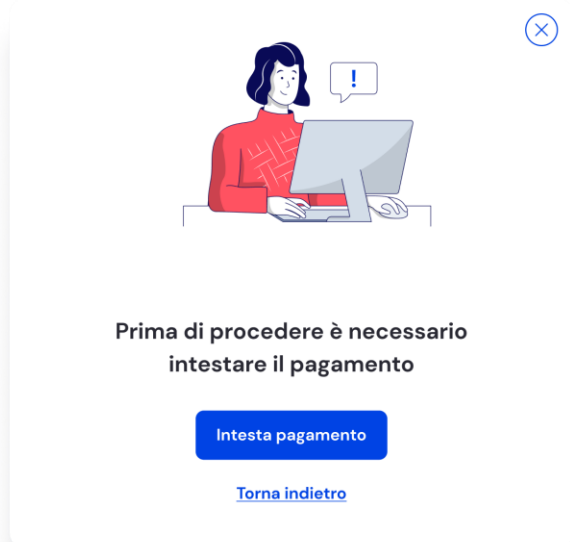 !
Prima di procedere è necessario
intestare il pagamento
Intesta pagamento
Torna indietro